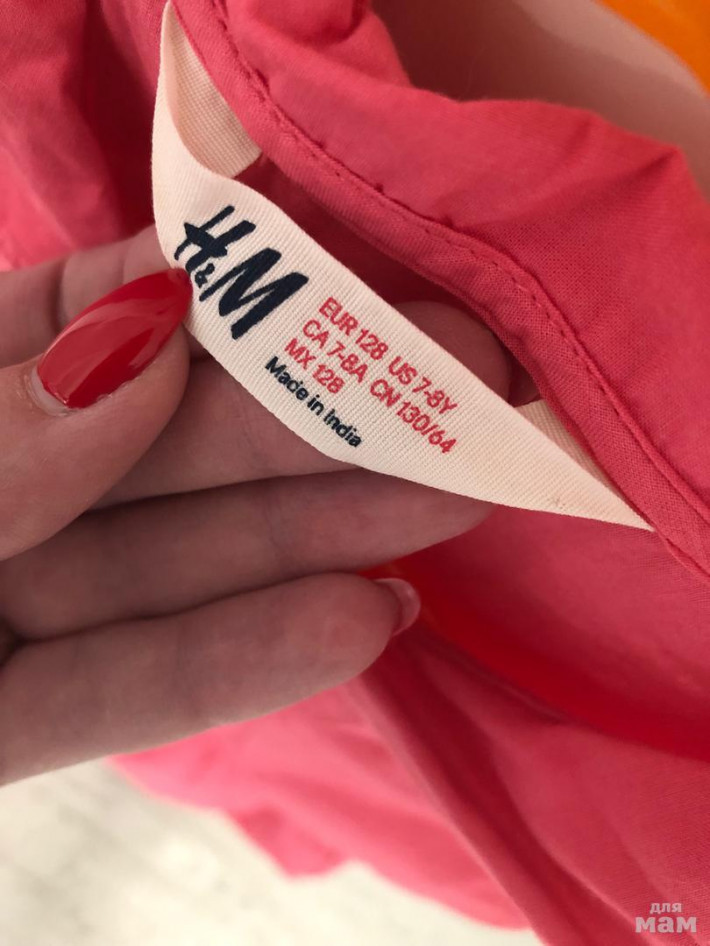 H&M
EUR 128 US 7-8Y
CA 7-8A CN 130/64
MX 128
Made in India
для
мам